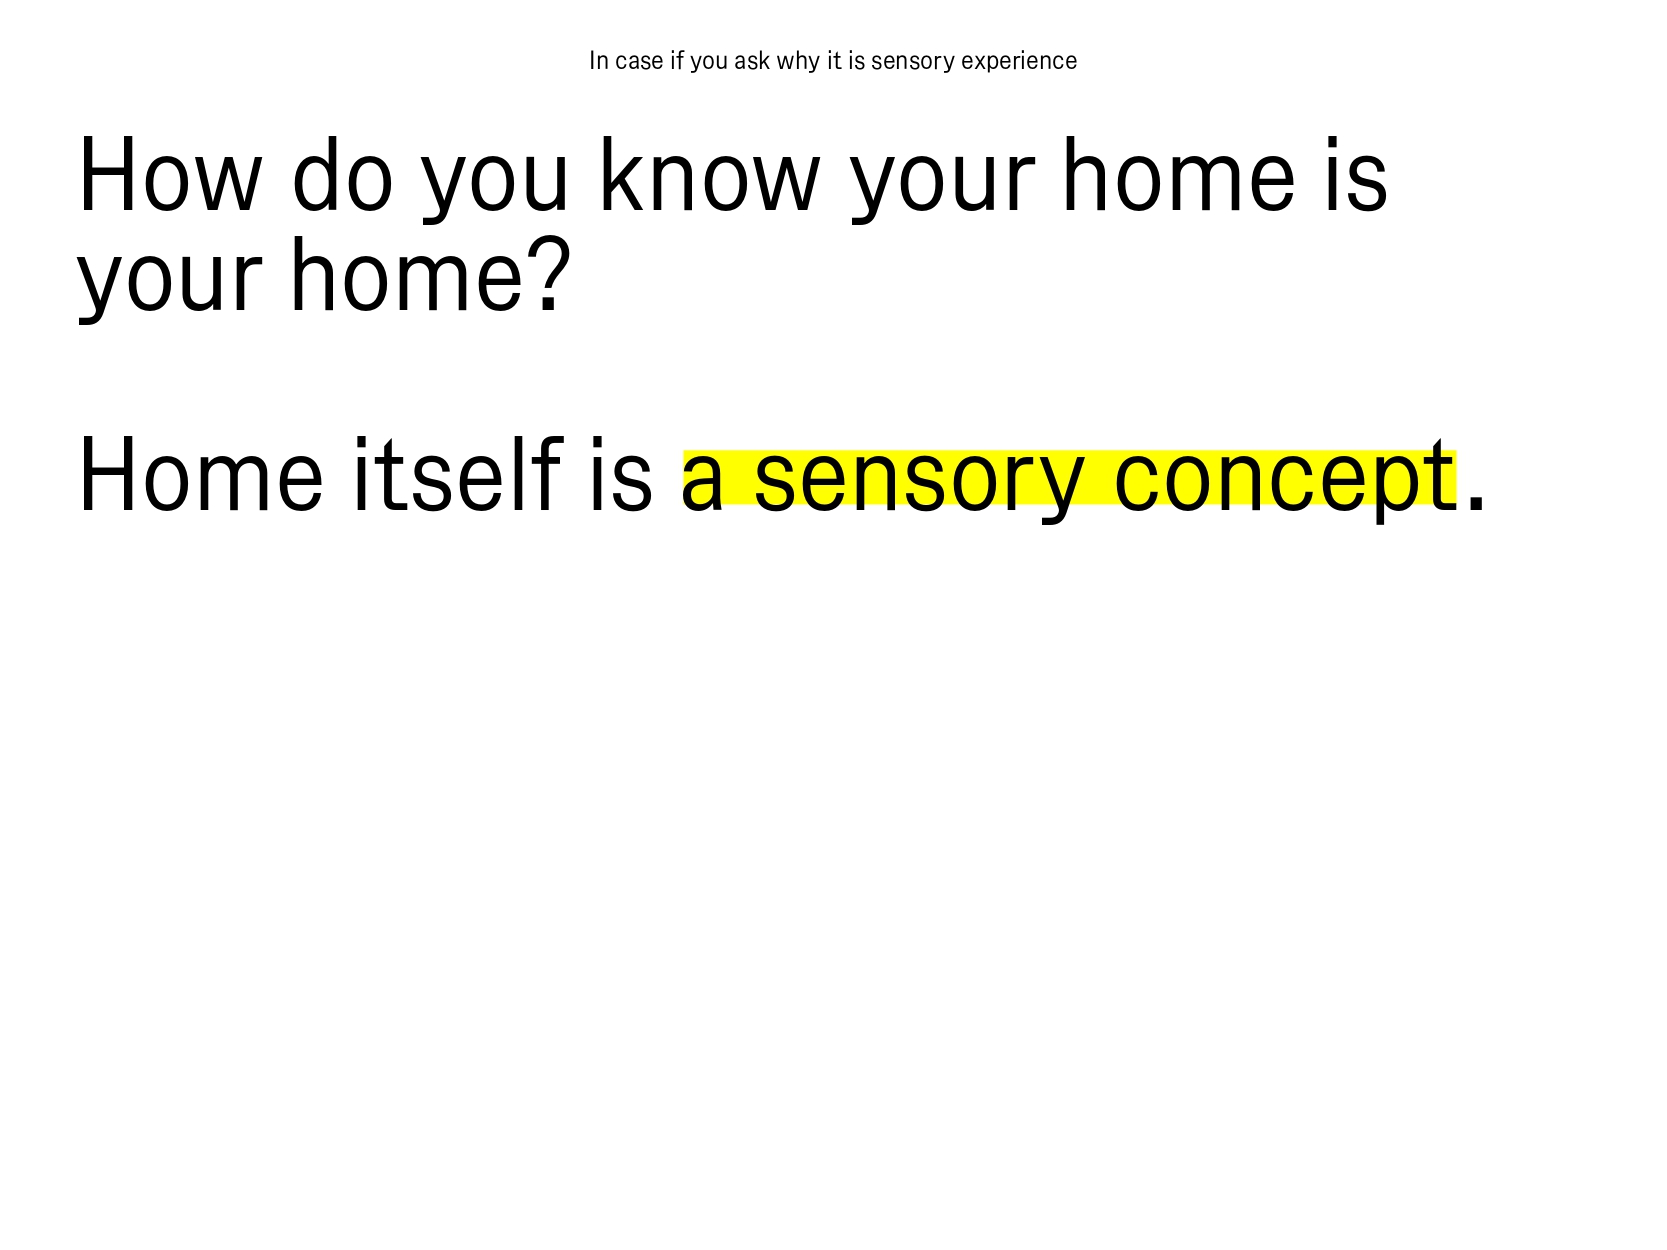 In case if you ask why it is sensory experience
How do you know your home is
your home?
Home itself is a sensory concept.